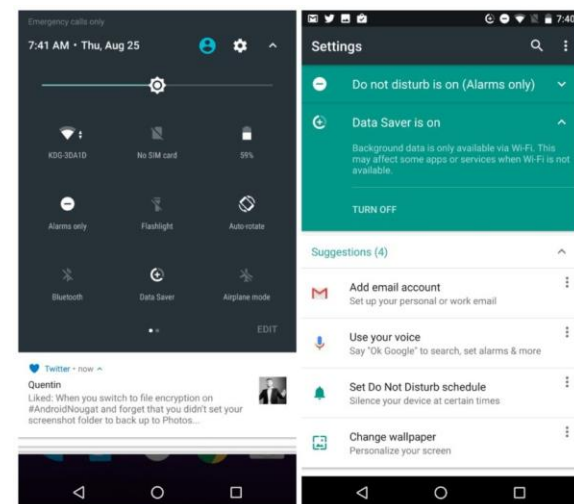 Emergency calls only
7:41 AM • Thu, Aug 25
KDG-3DA1D
No SIM card
59%
Alarms only
Flashlight
Auto-rotate
Bluetooth
Data Saver
Airplane mode
EDIT
Twitter • now
Quentin
Liked: When you switch to file encryption on
#AndroidNougat and forget that you didn't set your
screenshot folder to back up to Photos...
7:40
Settings
Do not disturb is on (Alarms only)
Data Saver is on
Background data is only available via Wi-Fi. This
may affect some apps or services when Wi-Fi is not
available.
TURN OFF
Suggestions (4)
Add email account
Set up your personal or work email
Use your voice
Say "Ok Google" to search, set alarms & more
Set Do Not Disturb schedule
Silence your device at certain times
Change wallpaper
Personalize your screen